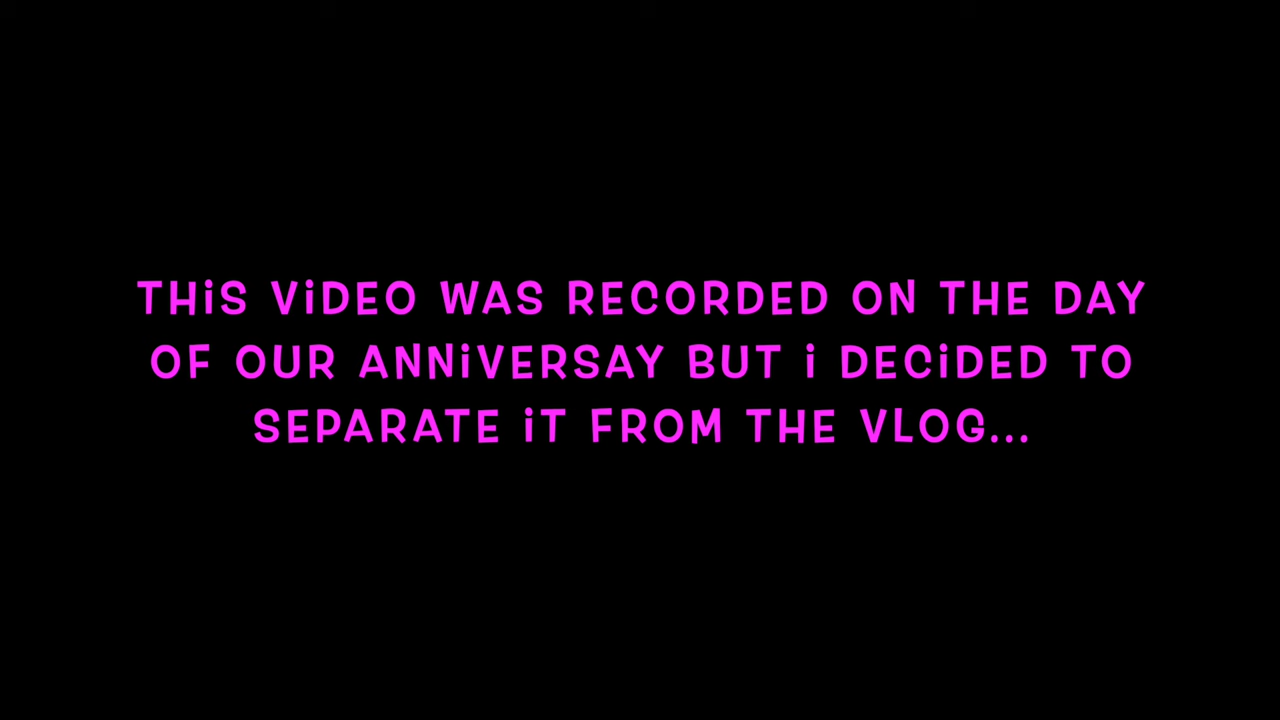 THiS ViDEO WAS RECORDED ON THE DAY
OF OUR ANNiVERSAY BUT i DECiDED TO
SEPARATE iT FROM THE VLOG...